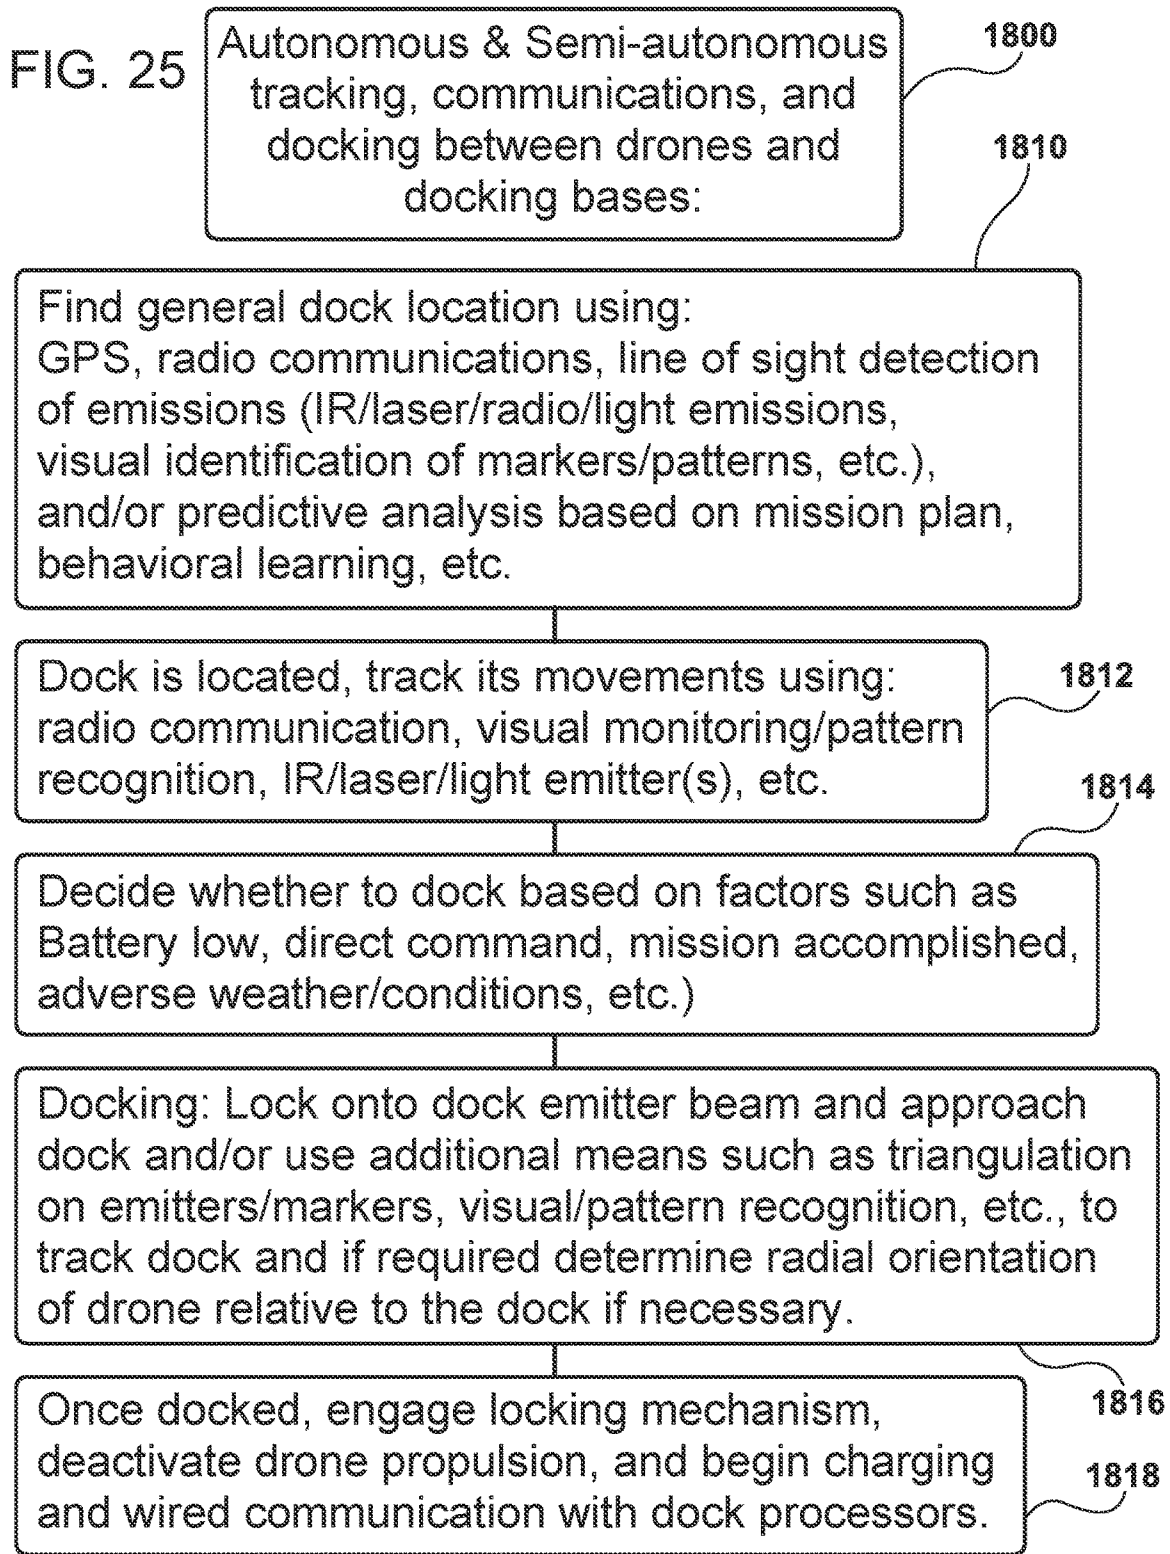 FIG. 25
Autonomous & Semi-autonomous
tracking, communications, and
docking between drones and
docking bases:
1800
1810
Find general dock location using:
GPS, radio communications, line of sight detection
of emissions (IR/laser/radio/light emissions,
visual identification of markers/patterns, etc.),
and/or predictive analysis based on mission plan,
behavioral learning, etc.
Dock is located, track its movements using:
radio communication, visual monitoring/pattern
recognition, IR/laser/light emitter(s), etc.
1812
1814
Decide whether to dock based on factors such as
Battery low, direct command, mission accomplished,
adverse weather/conditions, etc.)
Docking: Lock onto dock emitter beam and approach
dock and/or use additional means such as triangulation
on emitters/markers, visual/pattern recognition, etc., to
track dock and if required determine radial orientation
of drone relative to the dock if necessary.
1816
Once docked, engage locking mechanism,
deactivate drone propulsion, and begin charging
and wired communication with dock processors.
1818